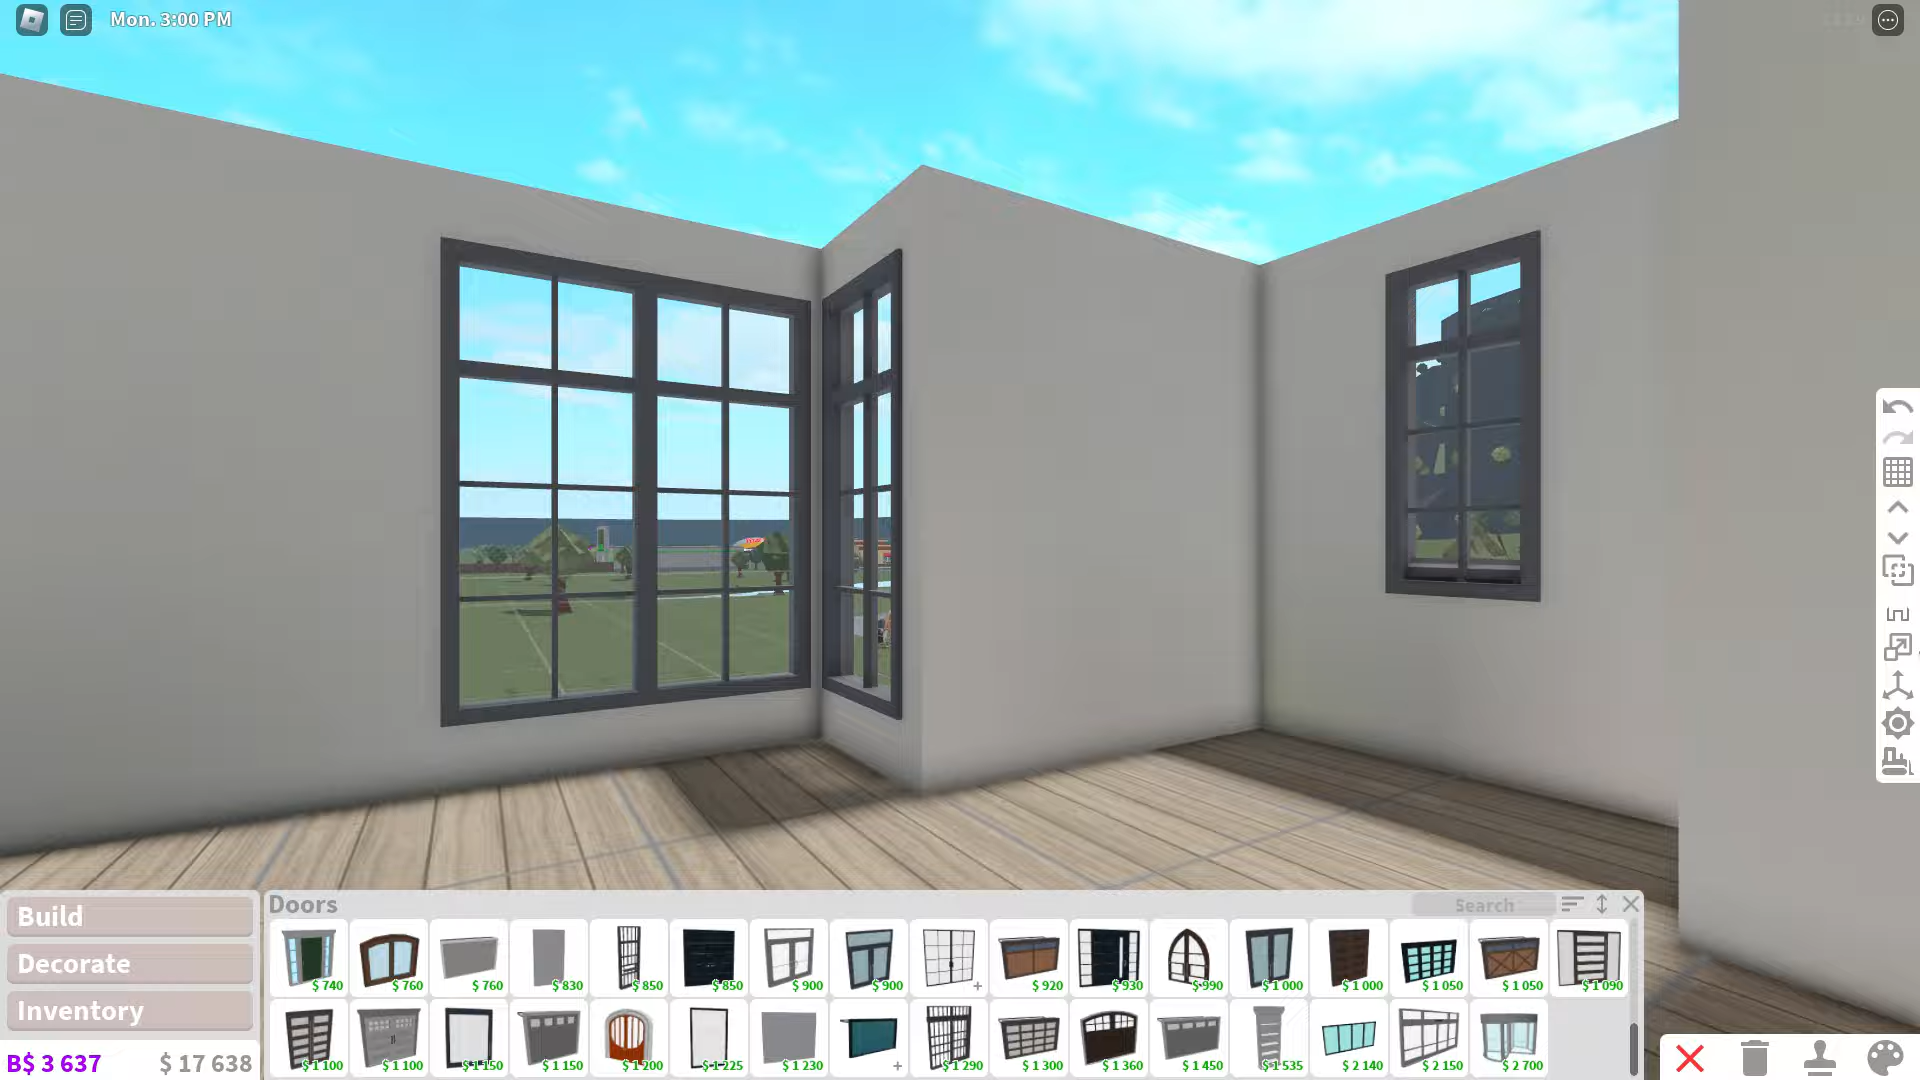 Mon. 3:00 PM
Build
Decorate
Inventory
B$ 3 637
$ 17 638
Doors
Search
$ 740
$ 760
$ 760
$ 830
$ 850
$ 850
$ 900
$ 900
+
$ 920
$ 930
$ 990
$ 1 000
$ 1 000
$ 1 050
$ 1 050
$ 1 090
$ 1 100
$ 1 100
$ 1 150
$ 1 150
$ 1 200
$ 1 225
$ 1 230
+
$ 1 290
$ 1 300
$ 1 360
$ 1 450
$ 1 535
$ 2 140
$ 2 150
$ 2 700